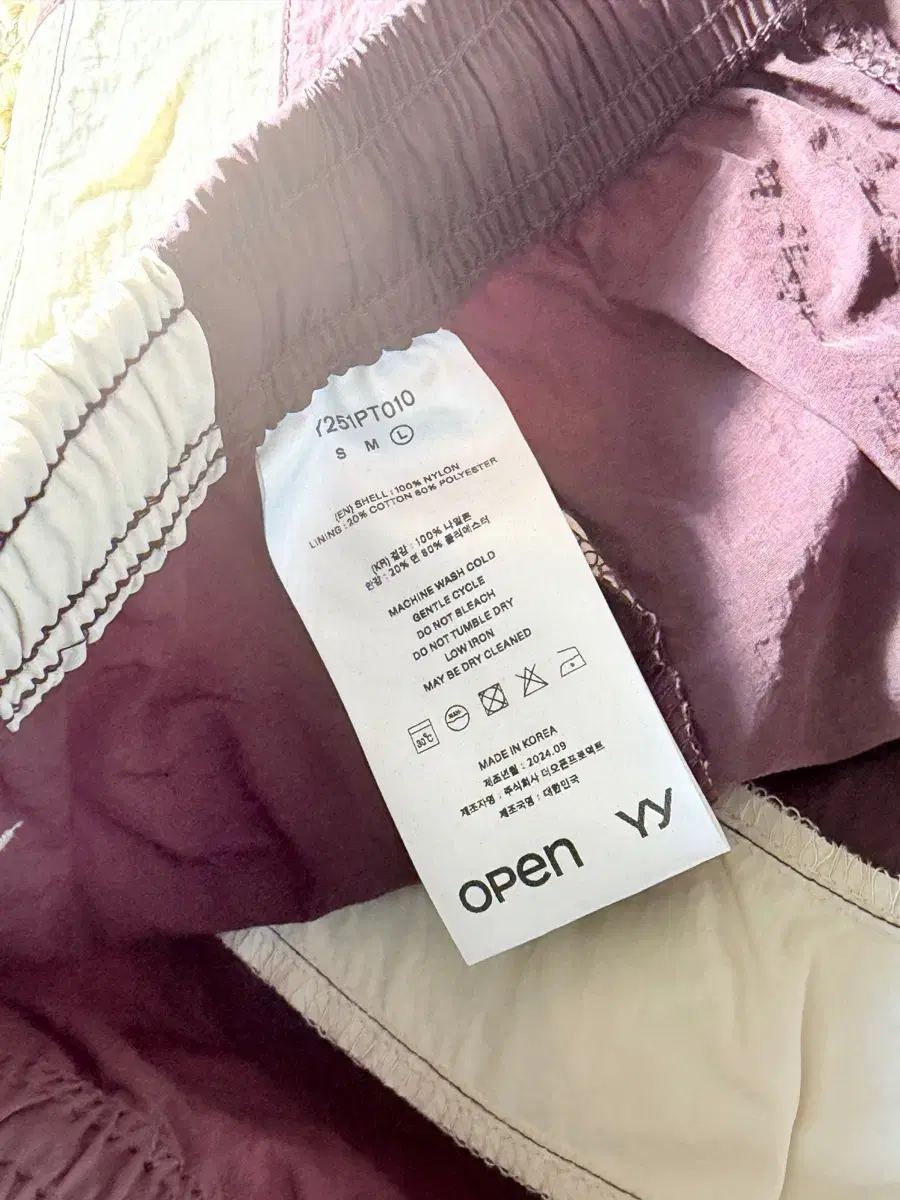 Y251PT010
S M L
(EN) SHELL : 100% NYLON
LINING : 20% COTTON 80% POLYESTER
(KR) 겉감 : 100% 나일론
안감 : 20% 면 80% 폴리에스터
MACHINE WASH COLD
GENTLE CYCLE
DO NOT BLEACH
DO NOT TUMBLE DRY
LOW IRON
MAY BE DRY CLEANED
30℃
MADE IN KOREA
제조년월 : 2024.09
제조자명 : 주식회사 더오픈프로덕트
제조국명 : 대한민국
OPEN YY